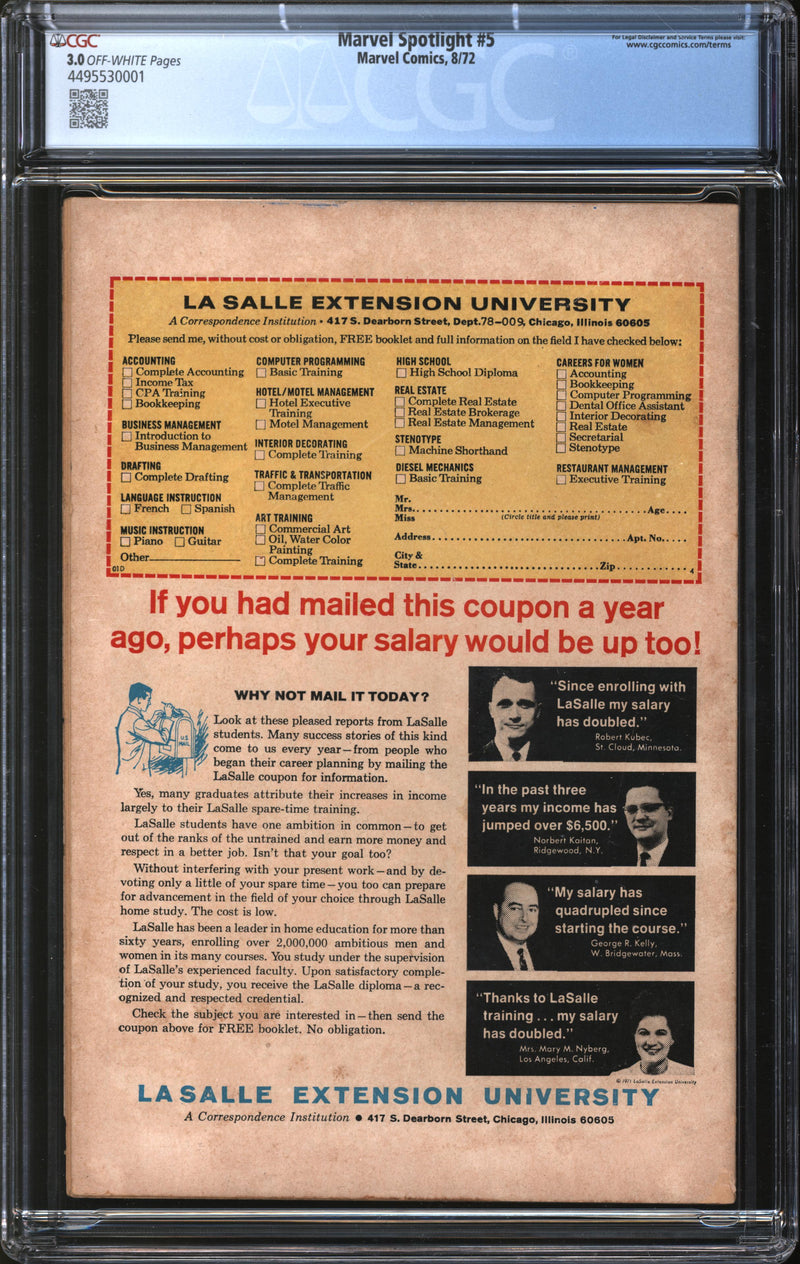 CGC
Marvel Spotlight #5
For Legal Disclaimer and Service Terms please visit:
3.0 OFF-WHITE Pages
Marvel Comics, 8/72
www.cgccomics.com/terms
4495530001
CGC
LA SALLE EXTENSION UNIVERSITY
A Correspondence Institution • 417 S. Dearborn Street, Dept. 78-009, Chicago, Illinois 60605
Please send me, without cost or obligation, FREE booklet and full information on the field I have checked below:
ACCOUNTING
Complete Accounting
Income Tax
CPA Training
Bookkeeping
BUSINESS MANAGEMENT
Introduction to
Business Management
DRAFTING
Complete Drafting
LANGUAGE INSTRUCTION
French Spanish
MUSIC INSTRUCTION
Piano Guitar
Other
01D
COMPUTER PROGRAMMING
Basic Training
HOTEL/MOTEL MANAGEMENT
Hotel Executive
Training
Motel Management
INTERIOR DECORATING
Complete Training
TRAFFIC & TRANSPORTATION
Complete Traffic
Management
ART TRAINING
Commercial Art
Oil, Water Color
Painting
Complete Training
HIGH SCHOOL
High School Diploma
REAL ESTATE
Complete Real Estate
Real Estate Brokerage
Real Estate Management
STENOTYPE
Machine Shorthand
DIESEL MECHANICS
Basic Training
CAREERS FOR WOMEN
Accounting
Bookkeeping
Computer Programming
Dental Office Assistant
Interior Decorating
Real Estate
Secretarial
Stenotype
RESTAURANT MANAGEMENT
Executive Training
Mr.
Mrs. Age
Miss (Circle title and please print)
Address Apt. No.
City &
State Zip 4
If you had mailed this coupon a year
ago, perhaps your salary would be up too!
U.S
MAIL
WHY NOT MAIL IT TODAY?
Look at these pleased reports from LaSalle
students. Many success stories of this kind
come to us every year—from people who
began their career planning by mailing the
LaSalle coupon for information.
Yes, many graduates attribute their increases in income
largely to their LaSalle spare-time training.
LaSalle students have one ambition in common—to get
out of the ranks of the untrained and earn more money and
respect in a better job. Isn't that your goal too?
Without interfering with your present work—and by de-
voting only a little of your spare time—you too can prepare
for advancement in the field of your choice through LaSalle
home study. The cost is low.
LaSalle has been a leader in home education for more than
sixty years, enrolling over 2,000,000 ambitious men and
women in its many courses. You study under the supervision
of LaSalle's experienced faculty. Upon satisfactory comple-
tion of your study, you receive the LaSalle diploma—a rec-
ognized and respected credential.
Check the subject you are interested in—then send the
coupon above for FREE booklet. No obligation.
"Since enrolling with
LaSalle my salary
has doubled."
Robert Kubec,
St. Cloud, Minnesota.
"In the past three
years my income has
jumped over $6,500."
Norbert Kaitan,
Ridgewood, N.Y.
"My salary has
quadrupled since
starting the course."
George R. Kelly,
W. Bridgewater, Mass.
"Thanks to LaSalle
training ... my salary
has doubled."
Mrs. Mary M. Nyberg,
Los Angeles, Calif.
© 1971 LaSalle Extension University
LA SALLE EXTENSION UNIVERSITY
A Correspondence Institution • 417 S. Dearborn Street, Chicago, Illinois 60605